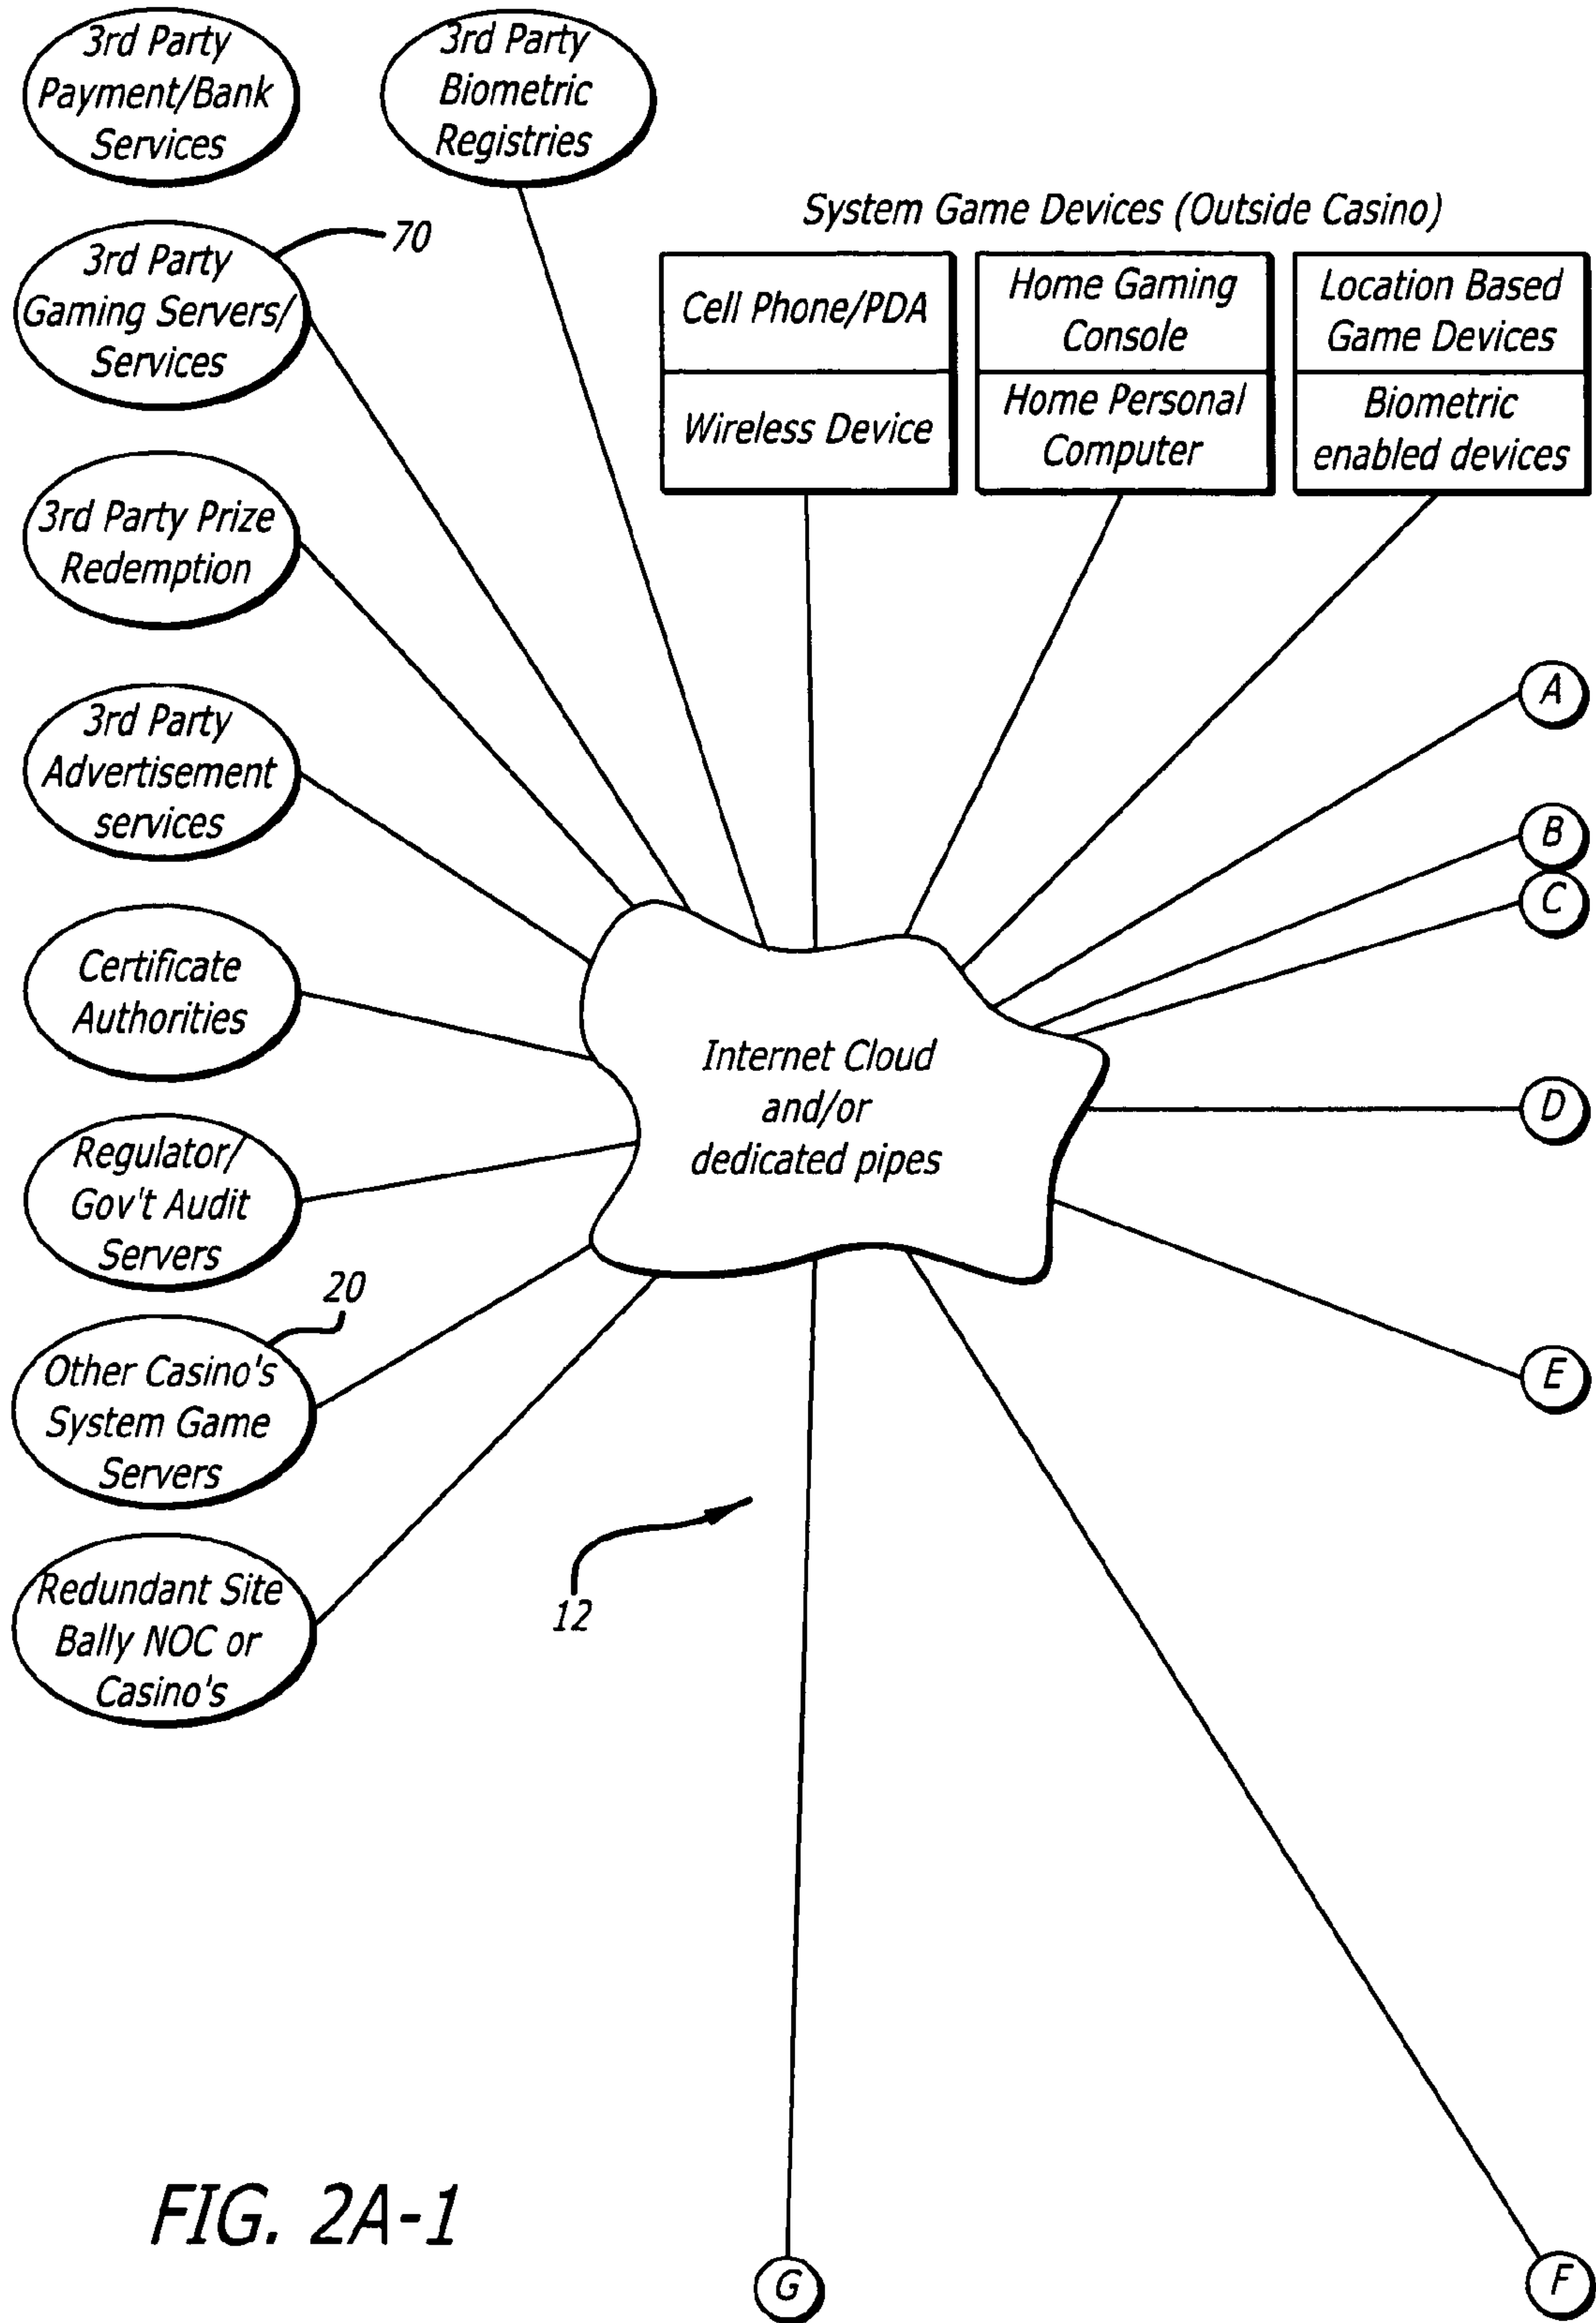 3rd Party
Payment/Bank
Services
3rd Party
Biometric
Registries
System Game Devices (Outside Casino)
70
3rd Party
Gaming Servers/
Services
Cell Phone/PDA
Wireless Device
Home Gaming
Console
Home Personal
Computer
Location Based
Game Devices
Biometric
enabled devices
3rd Party Prize
Redemption
3rd Party
Advertisement
services
A
B
C
Certificate
Authorities
Internet Cloud
and/or
dedicated pipes
D
Regulator/
Gov't Audit
Servers
20
Other Casino's
System Game
Servers
E
12
Redundant Site
Bally NOC or
Casino's
FIG. 2A-1
G
F